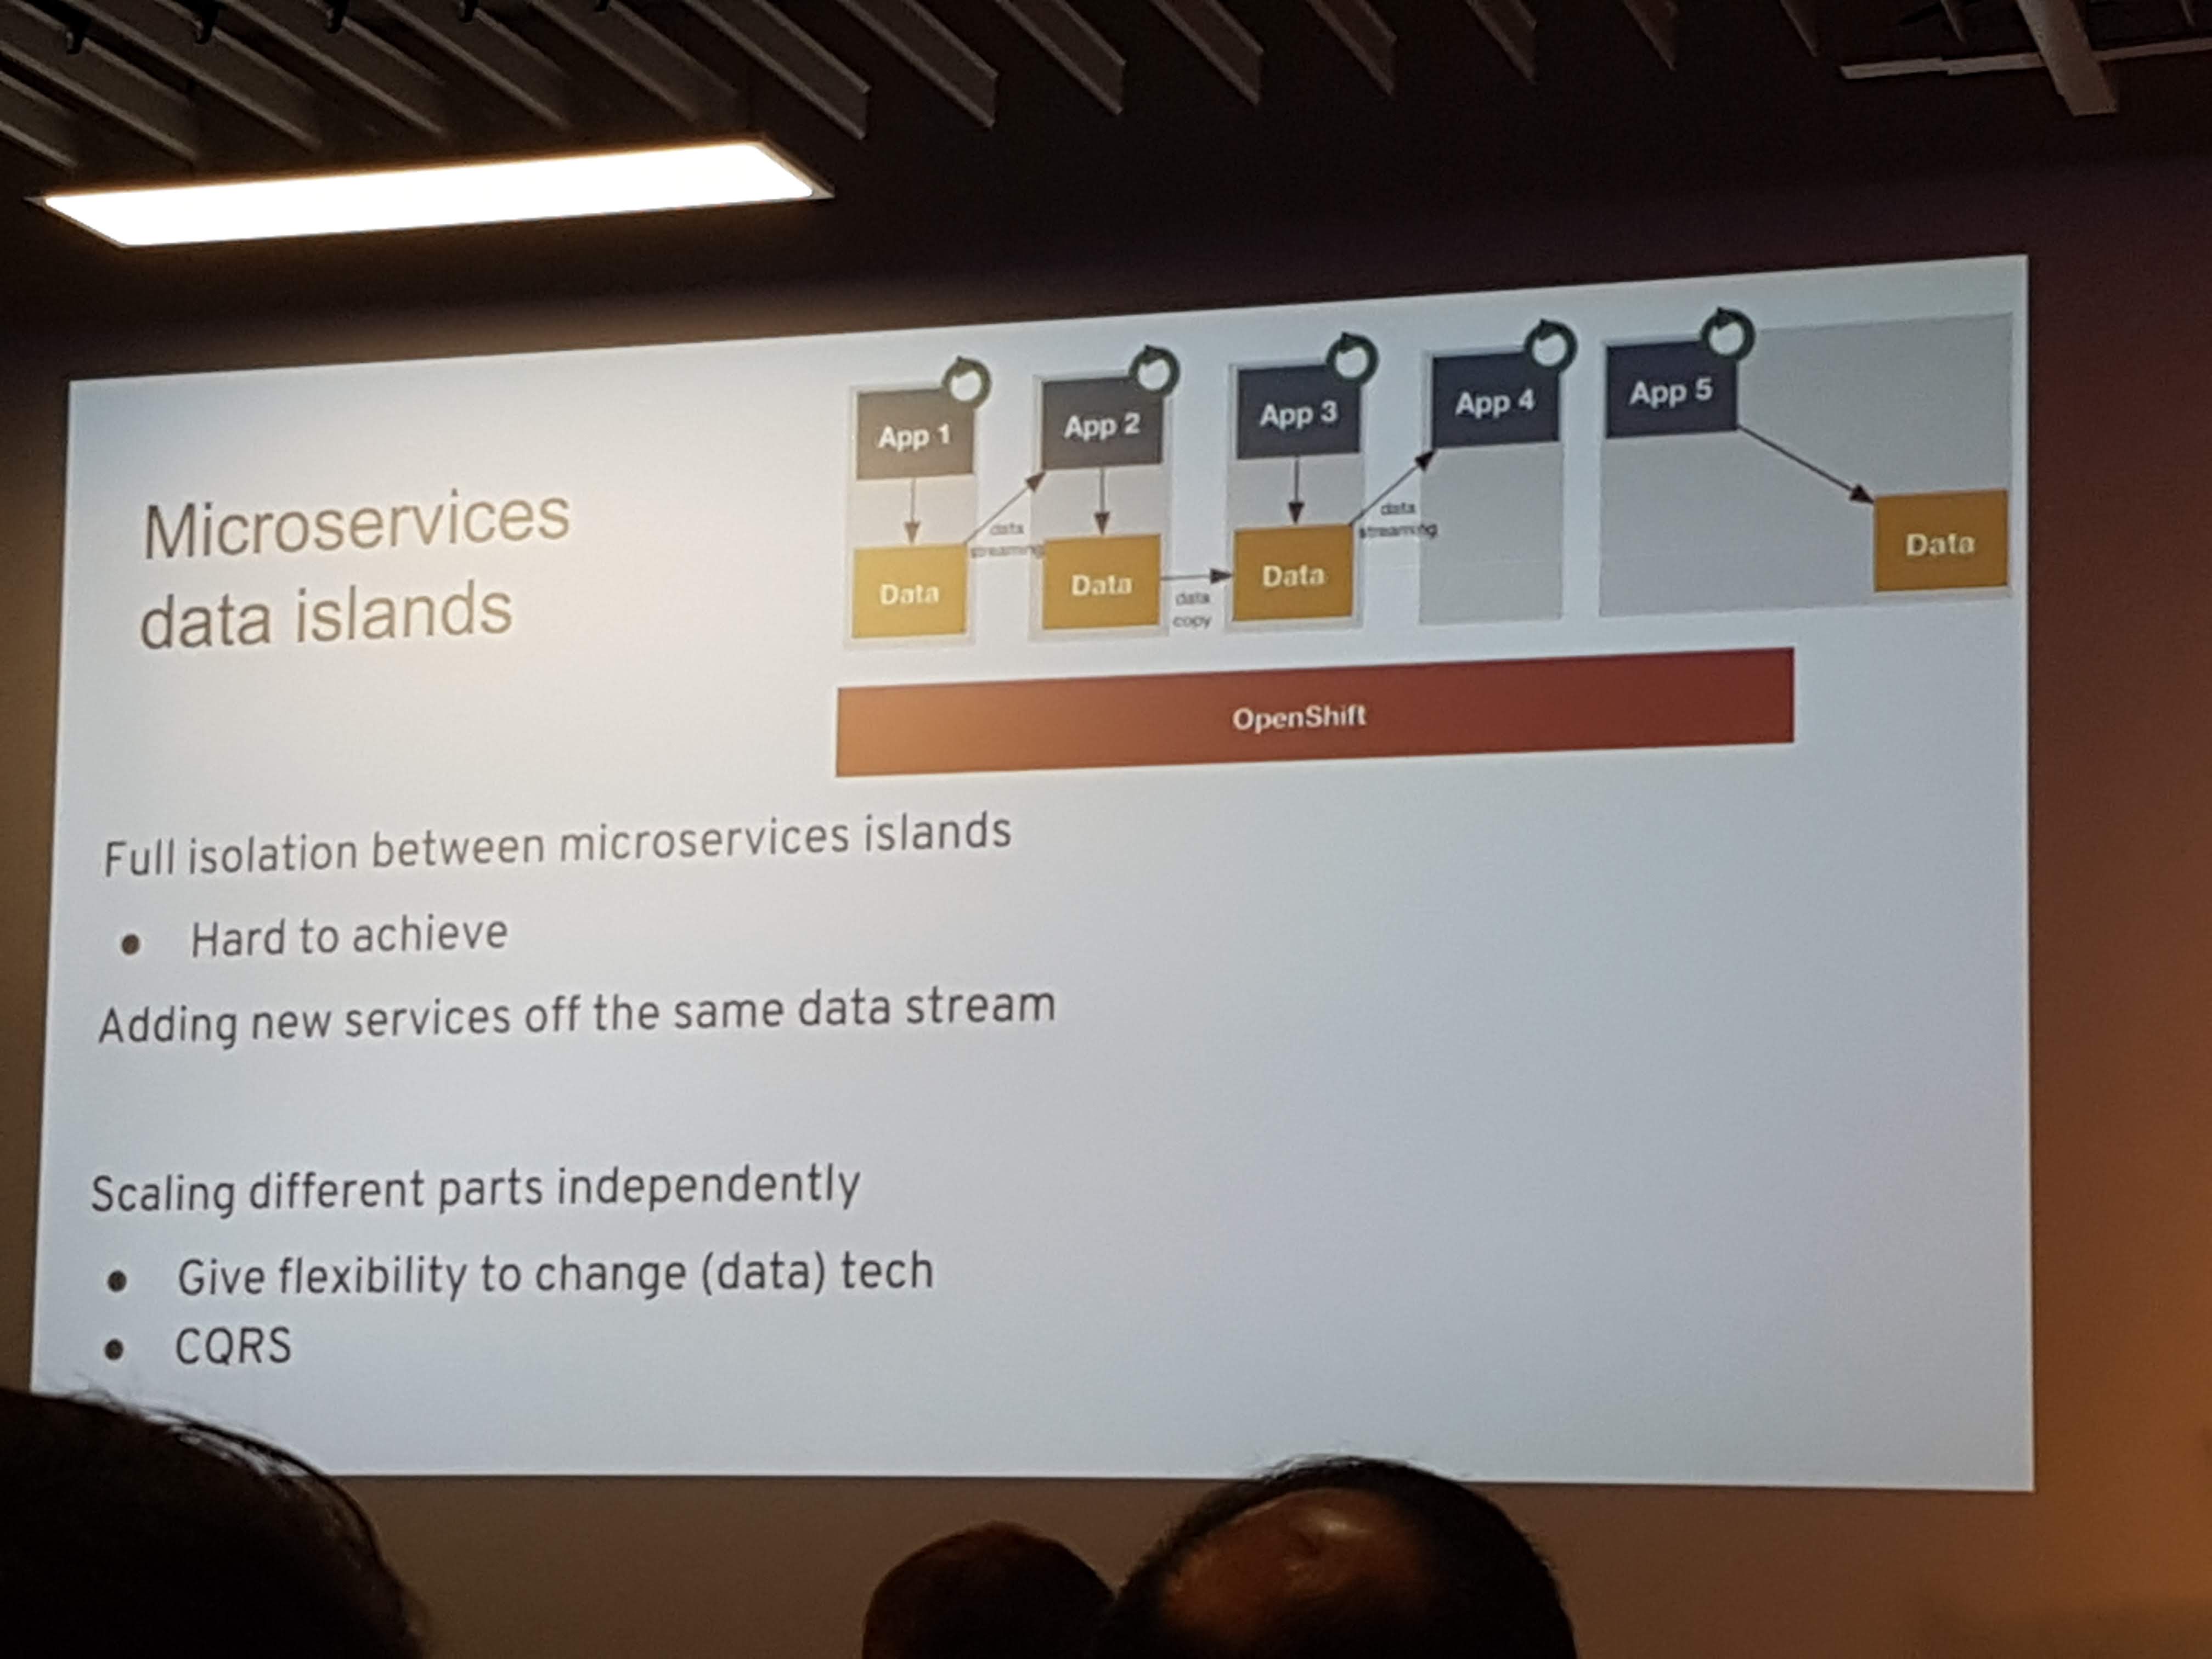 Microservices
data islands
App 1
App 2
App 3
App 4
App 5
data
streaming
data
streaming
Data
Data
Data
Data
data
copy
OpenShift
Full isolation between microservices islands
• Hard to achieve
Adding new services off the same data stream
Scaling different parts independently
• Give flexibility to change (data) tech
• CQRS